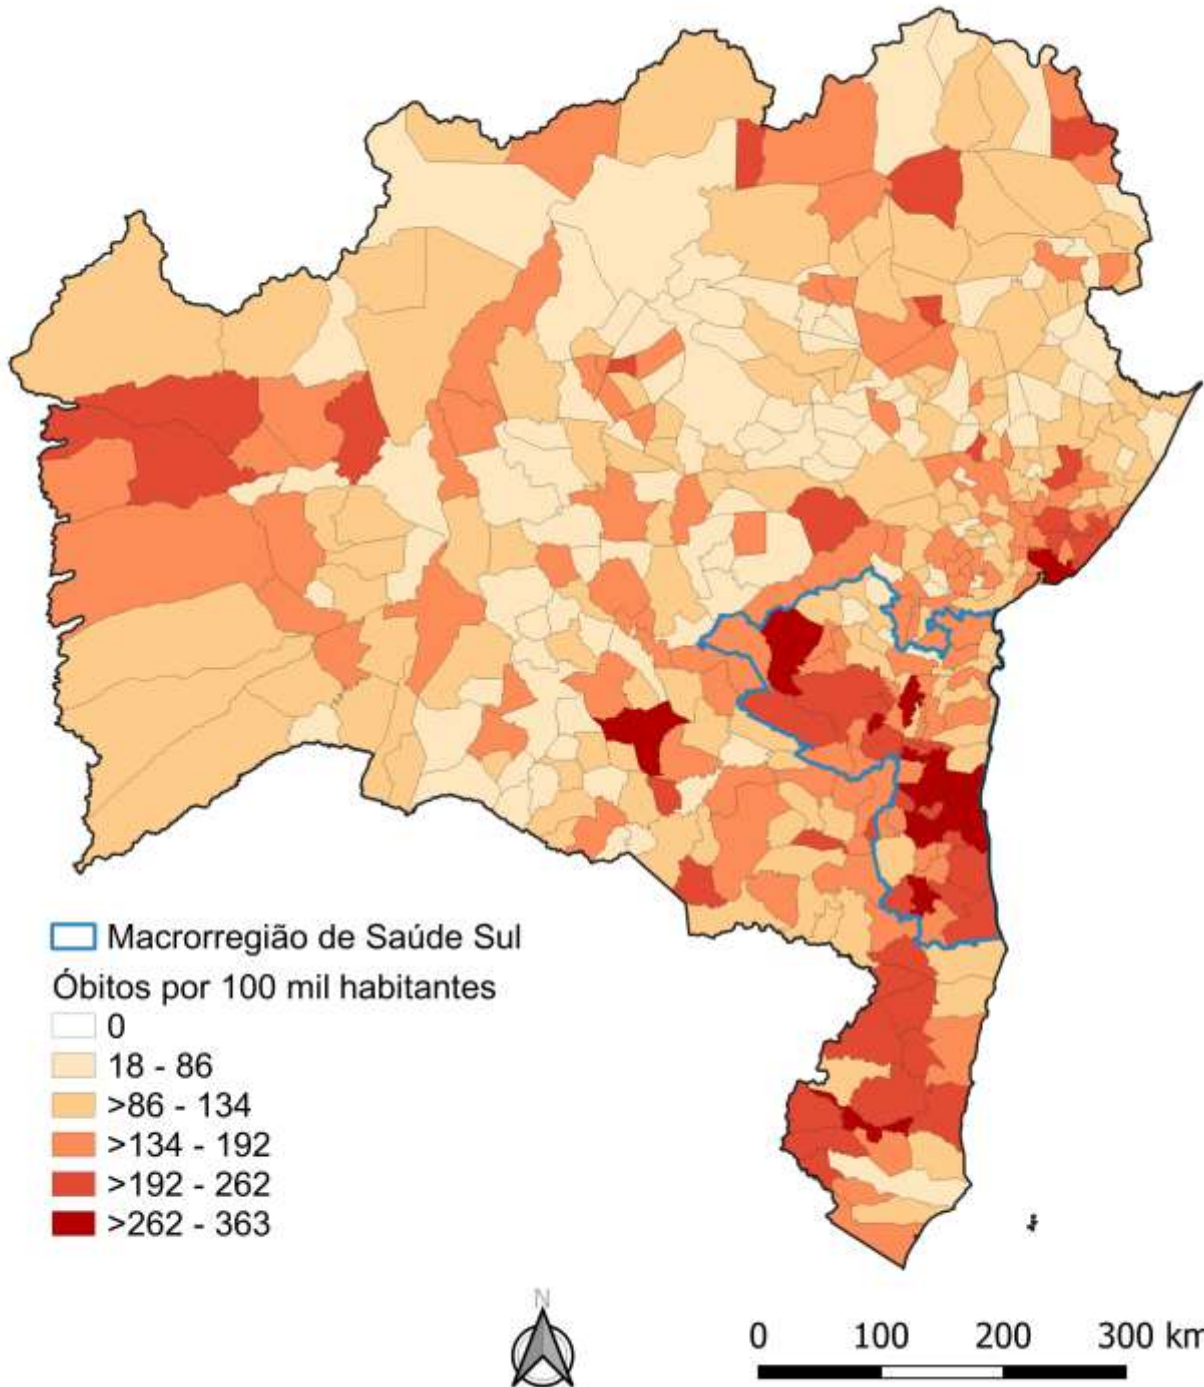 Macrorregião de Saúde Sul
Óbitos por 100 mil habitantes
0
18 - 86
>86 - 134
>134 - 192
>192 - 262
>262 - 363
N
0 100 200 300 km